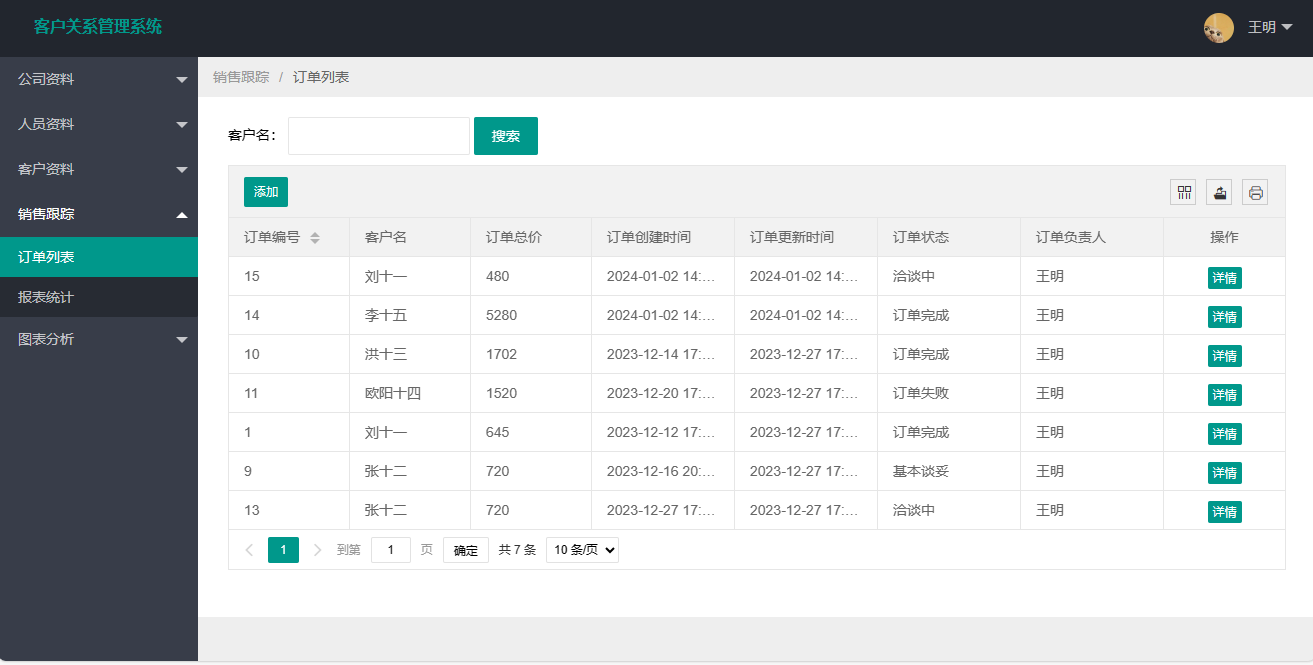 客户关系管理系统
王明
公司资料
人员资料
客户资料
销售跟踪
订单列表
报表统计
图表分析
销售跟踪 / 订单列表
客户名: 搜索
添加
订单编号 客户名 订单总价 订单创建时间 订单更新时间 订单状态 订单负责人 操作
15 刘十一 480 2024-01-02 14:... 2024-01-02 14:... 洽谈中 王明 详情
14 李十五 5280 2024-01-02 14:... 2024-01-02 14:... 订单完成 王明 详情
10 洪十三 1702 2023-12-14 17:... 2023-12-27 17:... 订单完成 王明 详情
11 欧阳十四 1520 2023-12-20 17:... 2023-12-27 17:... 订单失败 王明 详情
1 刘十一 645 2023-12-12 17:... 2023-12-27 17:... 订单完成 王明 详情
9 张十二 720 2023-12-16 20:... 2023-12-27 17:... 基本谈妥 王明 详情
13 张十二 720 2023-12-27 17:... 2023-12-27 17:... 洽谈中 王明 详情
1 到第 1 页 确定 共 7 条 10 条/页